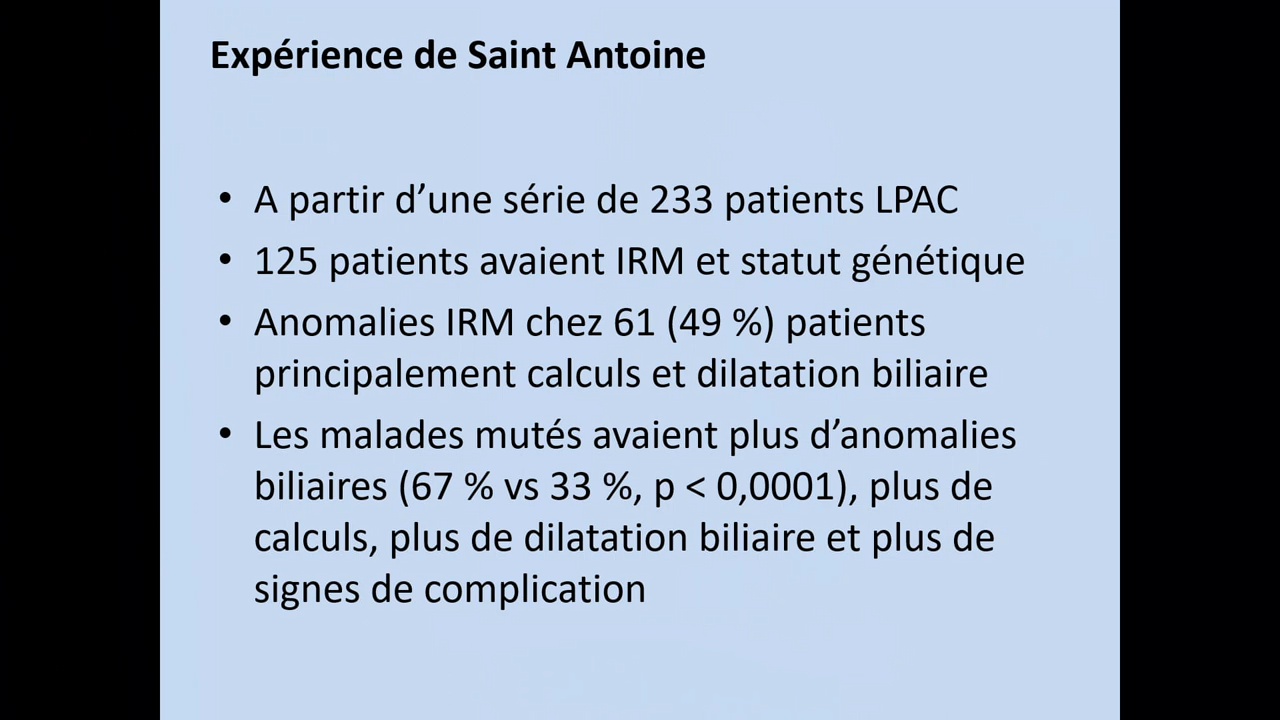 Expérience de Saint Antoine
• A partir d’une série de 233 patients LPAC
• 125 patients avaient IRM et statut génétique
• Anomalies IRM chez 61 (49 %) patients
principalement calculs et dilatation biliaire
• Les malades mutés avaient plus d’anomalies
biliaires (67 % vs 33 %, p < 0,0001), plus de
calculs, plus de dilatation biliaire et plus de
signes de complication